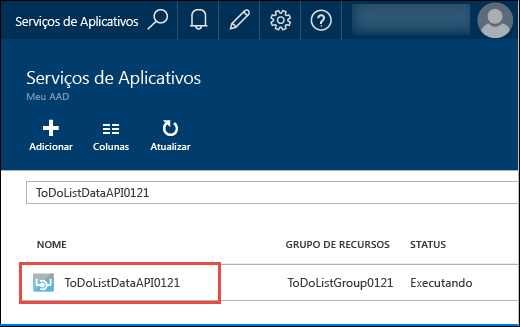 Serviços de Aplicativos
Serviços de Aplicativos
Meu AAD
Adicionar Colunas Atualizar
ToDoListDataAPI0121
NOME GRUPO DE RECURSOS STATUS
ToDoListDataAPI0121 ToDoListGroup0121 Executando